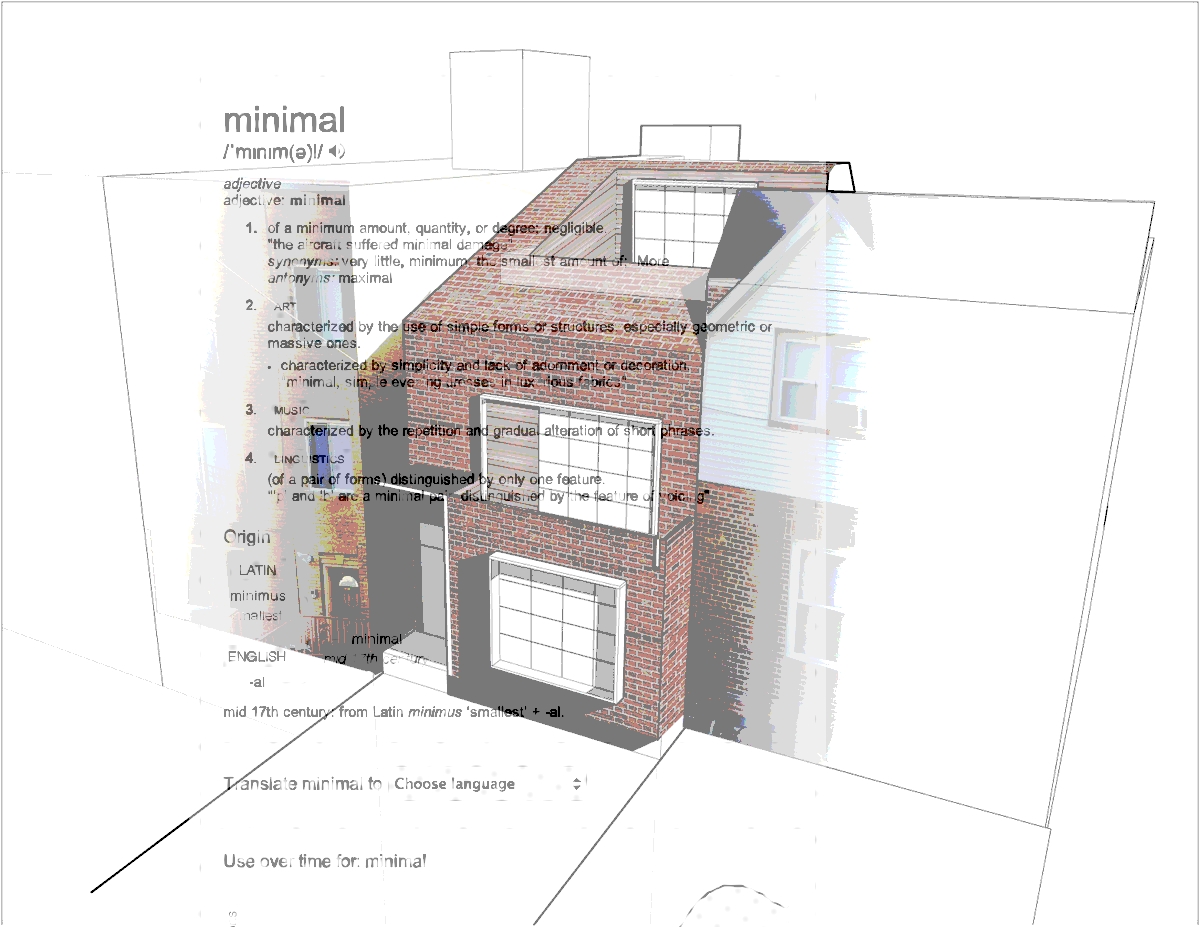 minimal
/ˈmɪnɪm(ə)l/
adjective
adjective: minimal
1. of a minimum amount, quantity, or degree; negligible.
"the aircraft suffered minimal damage"
synonyms: very little, minimum, the smallest amount of; More
antonyms: maximal
2. ART
characterized by the use of simple forms or structures, especially geometric or
massive ones.
• characterized by simplicity and lack of adornment or decoration.
"minimal, simple evening dresses in luxurious fabrics"
3. MUSIC
characterized by the repetition and gradual alteration of short phrases.
4. LINGUISTICS
(of a pair of forms) distinguished by only one feature.
"'p' and 'b' are a minimal pair, distinguished by the feature of voicing"
Origin
LATIN
minimus
smallest
minimal
ENGLISH
mid 17th century
-al
mid 17th century: from Latin minimus 'smallest' + -al.
Translate minimal to Choose language
Use over time for: minimal